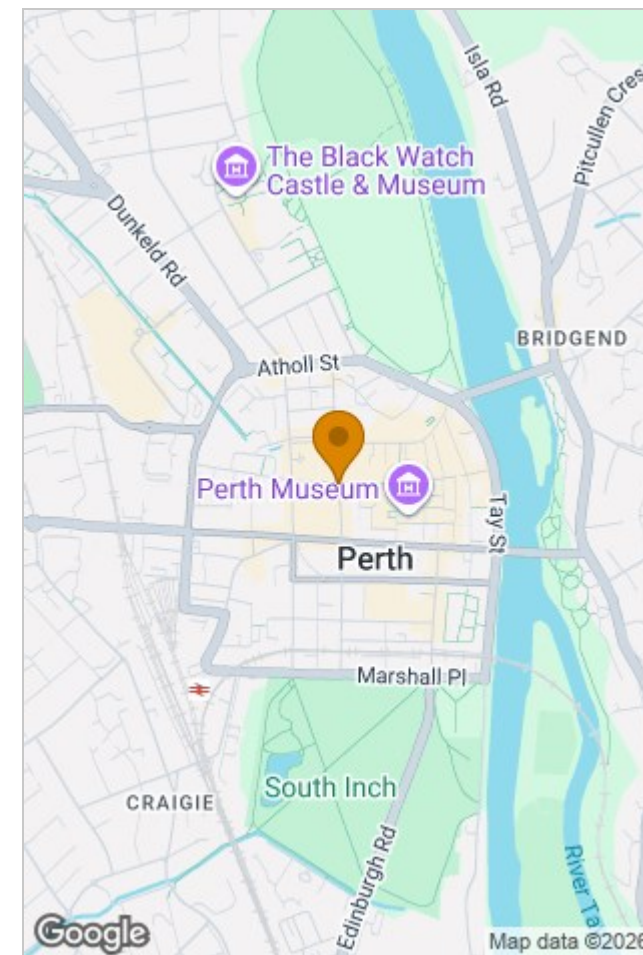 Isla Rd
Pitcullen Cres
The Black Watch
Castle & Museum
Dunkeld Rd
BRIDGEND
Atholl St
Perth Museum
Tay St
Perth
Marshall Pl
South Inch
CRAIGIE
Edinburgh Rd
River Ta
Google
Map data ©2026